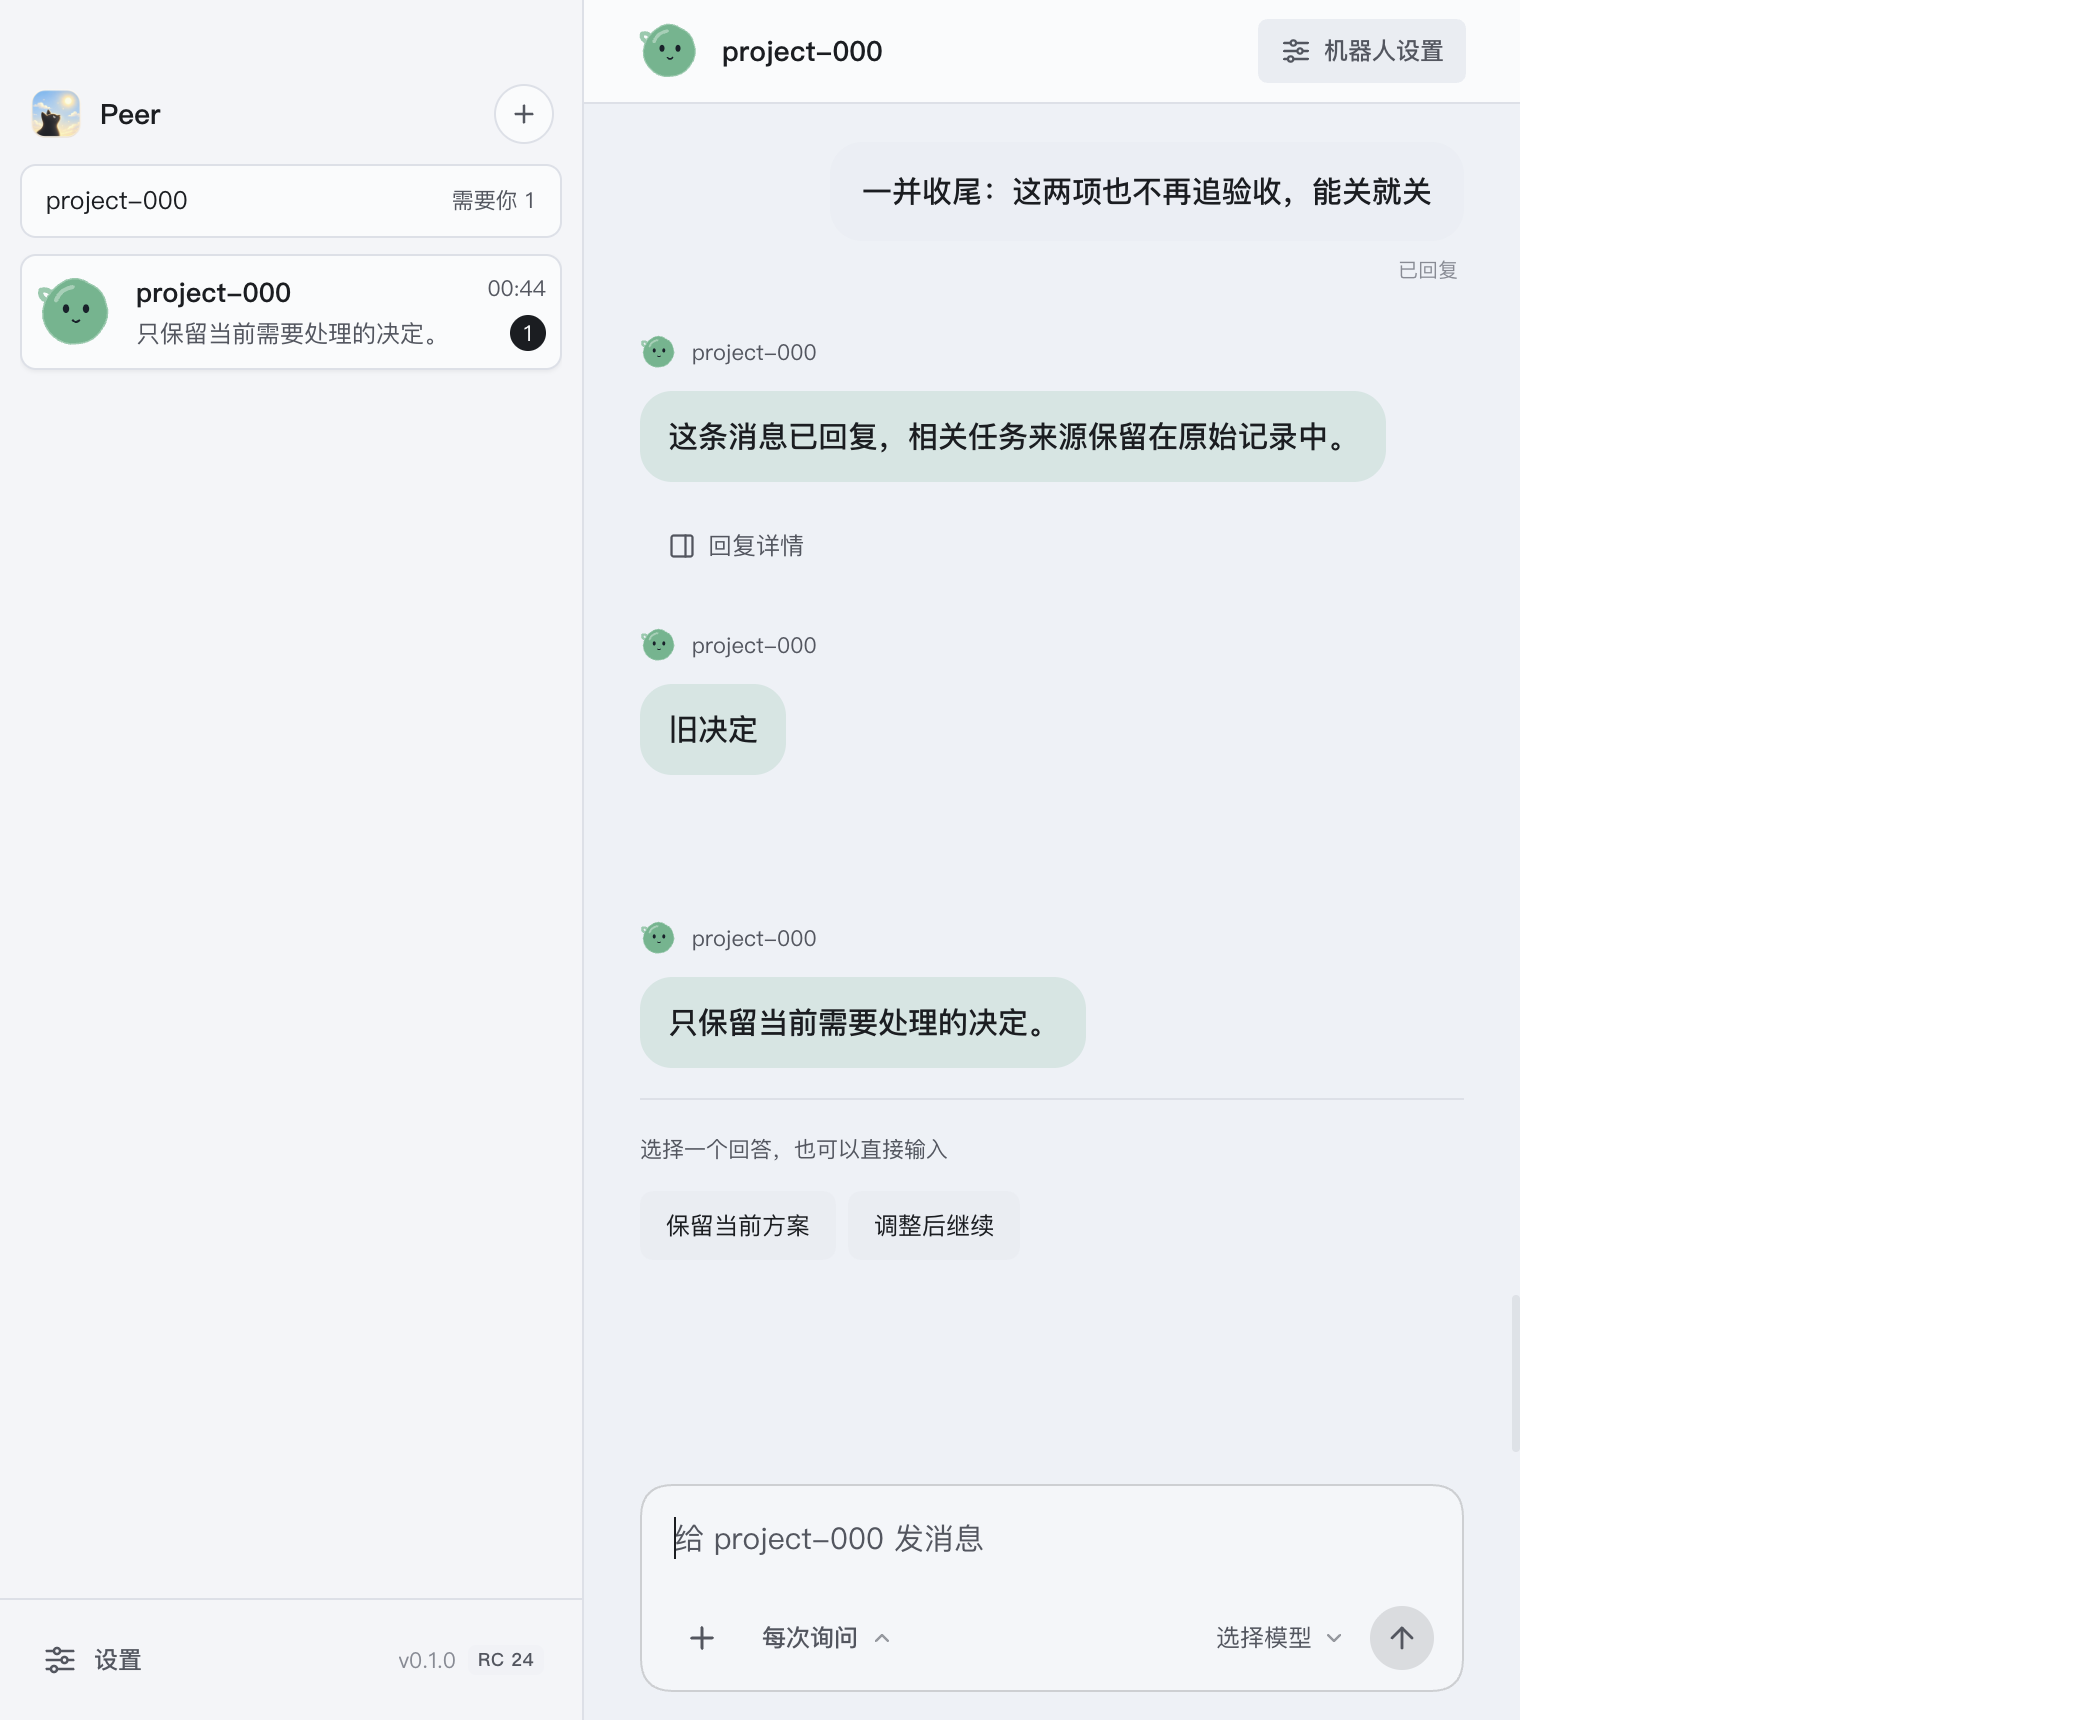 Peer
project-000 需要你 1
project-000 00:44
只保留当前需要处理的决定。 1
设置 v0.1.0 RC 24
project-000 机器人设置
一并收尾：这两项也不再追验收，能关就关
已回复
project-000
这条消息已回复，相关任务来源保留在原始记录中。
回复详情
project-000
旧决定
project-000
只保留当前需要处理的决定。
选择一个回答，也可以直接输入
保留当前方案 调整后继续
给 project-000 发消息
每次询问 选择模型